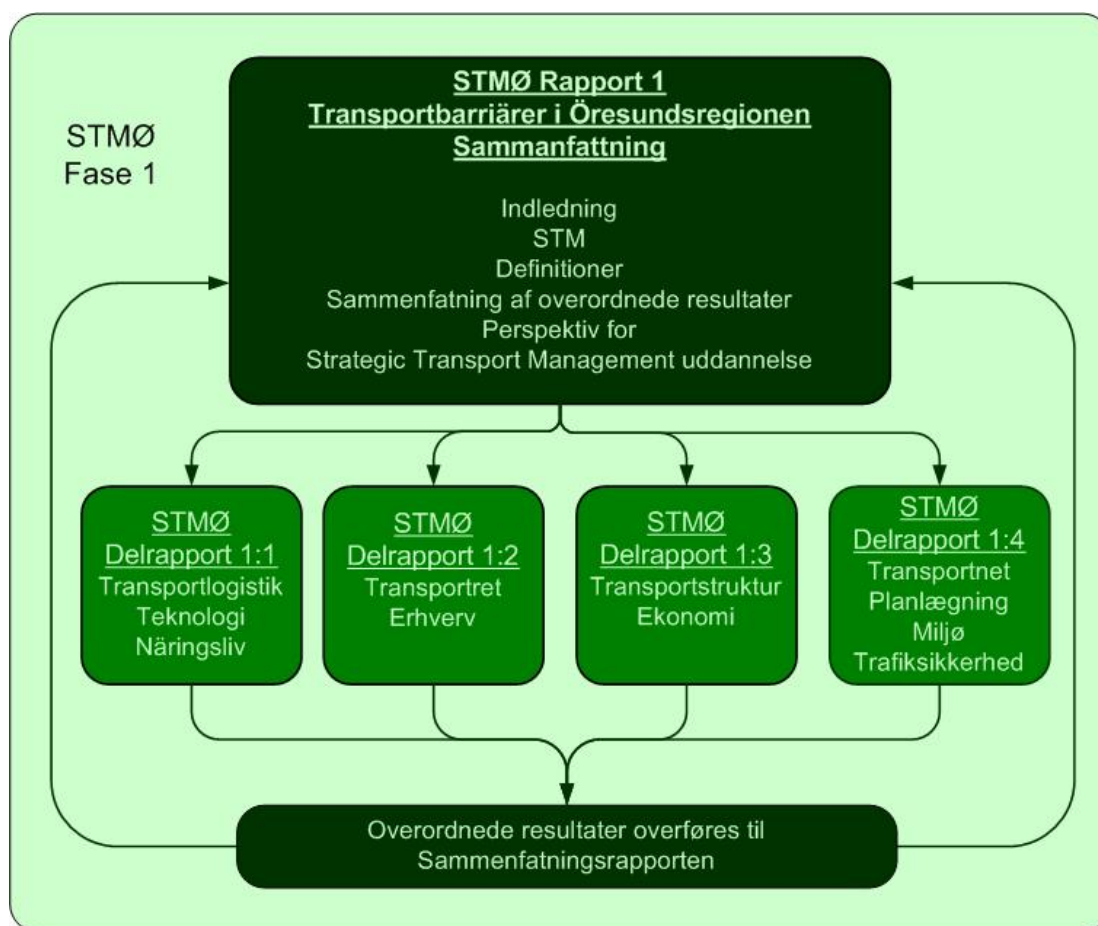 STMØ
Fase 1
STMØ Rapport 1
Transportbarriärer i Öresundsregionen
Sammanfattning
Indledning
STM
Definitioner
Sammenfatning af overordnede resultater
Perspektiv for
Strategic Transport Management uddannelse
STMØ
Delrapport 1:1
Transportlogistik
Teknologi
Näringsliv
STMØ
Delrapport 1:2
Transportret
Erhverv
STMØ
Delrapport 1:3
Transportstruktur
Ekonomi
STMØ
Delrapport 1:4
Transportnet
Planlægning
Miljø
Trafiksikkerhed
Overordnede resultater overføres til
Sammenfatningsrapporten